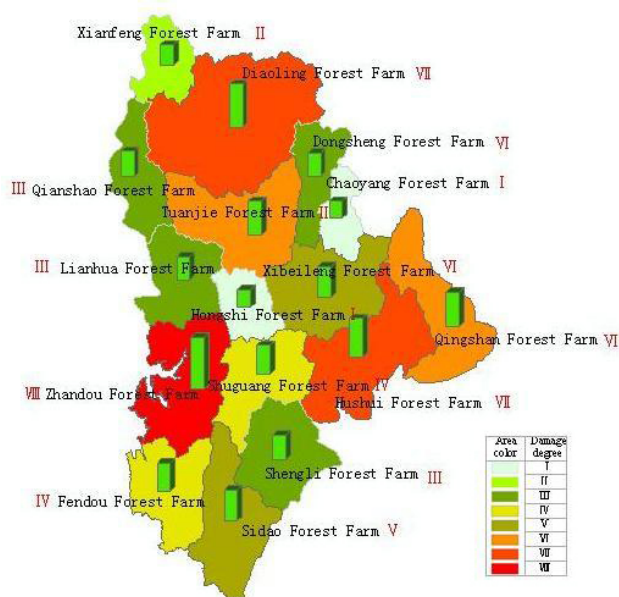 Xianfeng Forest Farm II
Diaoling Forest Farm VII
Dongsheng Forest Farm VI
Chaoyang Forest Farm I
III Qianshao Forest Farm
Tuanjie Forest Farm II
III Lianhua Forest Farm
Xibeileng Forest Farm VI
Hongshi Forest Farm I
Qingshan Forest Farm VI
VIII Zhandou Forest Farm
Shuguang Forest Farm IV
Hushui Forest Farm VII
Shengli Forest Farm III
IV Fendou Forest Farm
Sidao Forest Farm V
Area color Damage degree
I
II
III
IV
V
VI
VII
VIII